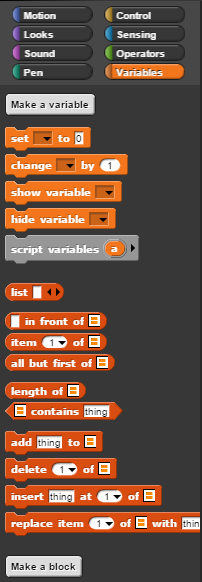 Motion Control
Looks Sensing
Sound Operators
Pen Variables
Make a variable
set to 0
change by 1
show variable
hide variable
script variables a
list
in front of
item 1 of
all but first of
length of
contains thing
add thing to
delete 1 of
insert thing at 1 of
replace item 1 of with thin
Make a block